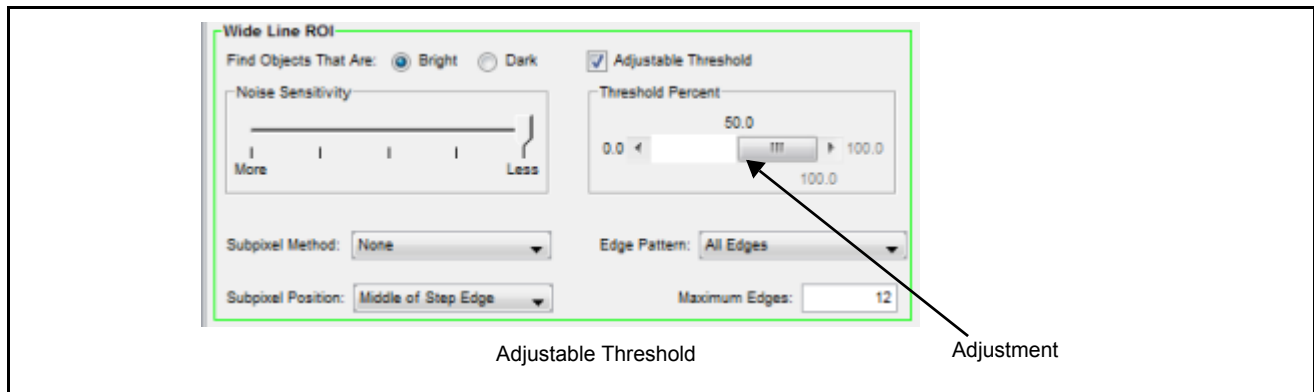 Wide Line ROI
Find Objects That Are: Bright Dark
Adjustable Threshold
Noise Sensitivity
More Less
Threshold Percent
50.0
0.0 100.0
100.0
Subpixel Method: None
Edge Pattern: All Edges
Subpixel Position: Middle of Step Edge
Maximum Edges: 12
Adjustable Threshold
Adjustment